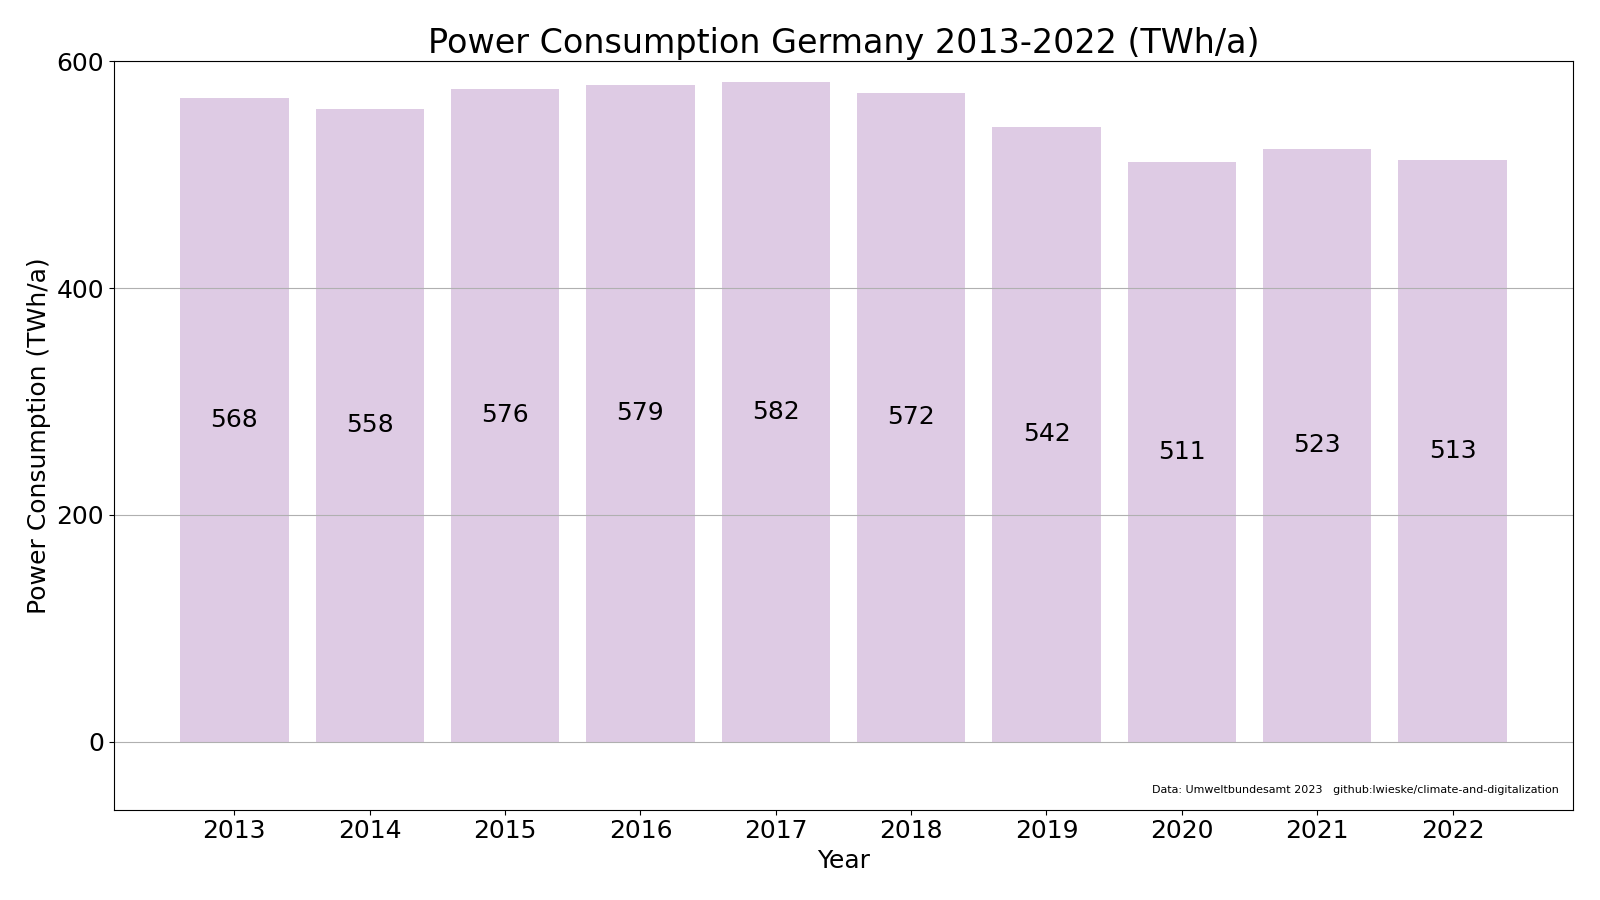 Power Consumption Germany 2013-2022 (TWh/a)
Power Consumption (TWh/a)
600
400
200
0
568 558 576 579 582 572 542 511 523 513
Data: Umweltbundesamt 2023 github:lwieske/climate-and-digitalization
2013 2014 2015 2016 2017 2018 2019 2020 2021 2022
Year